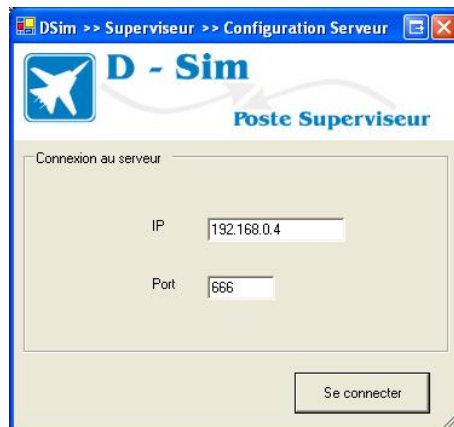 DSim >> Superviseur >> Configuration Serveur
D - Sim
Poste Superviseur
Connexion au serveur
IP 192.168.0.4
Port 666
Se connecter